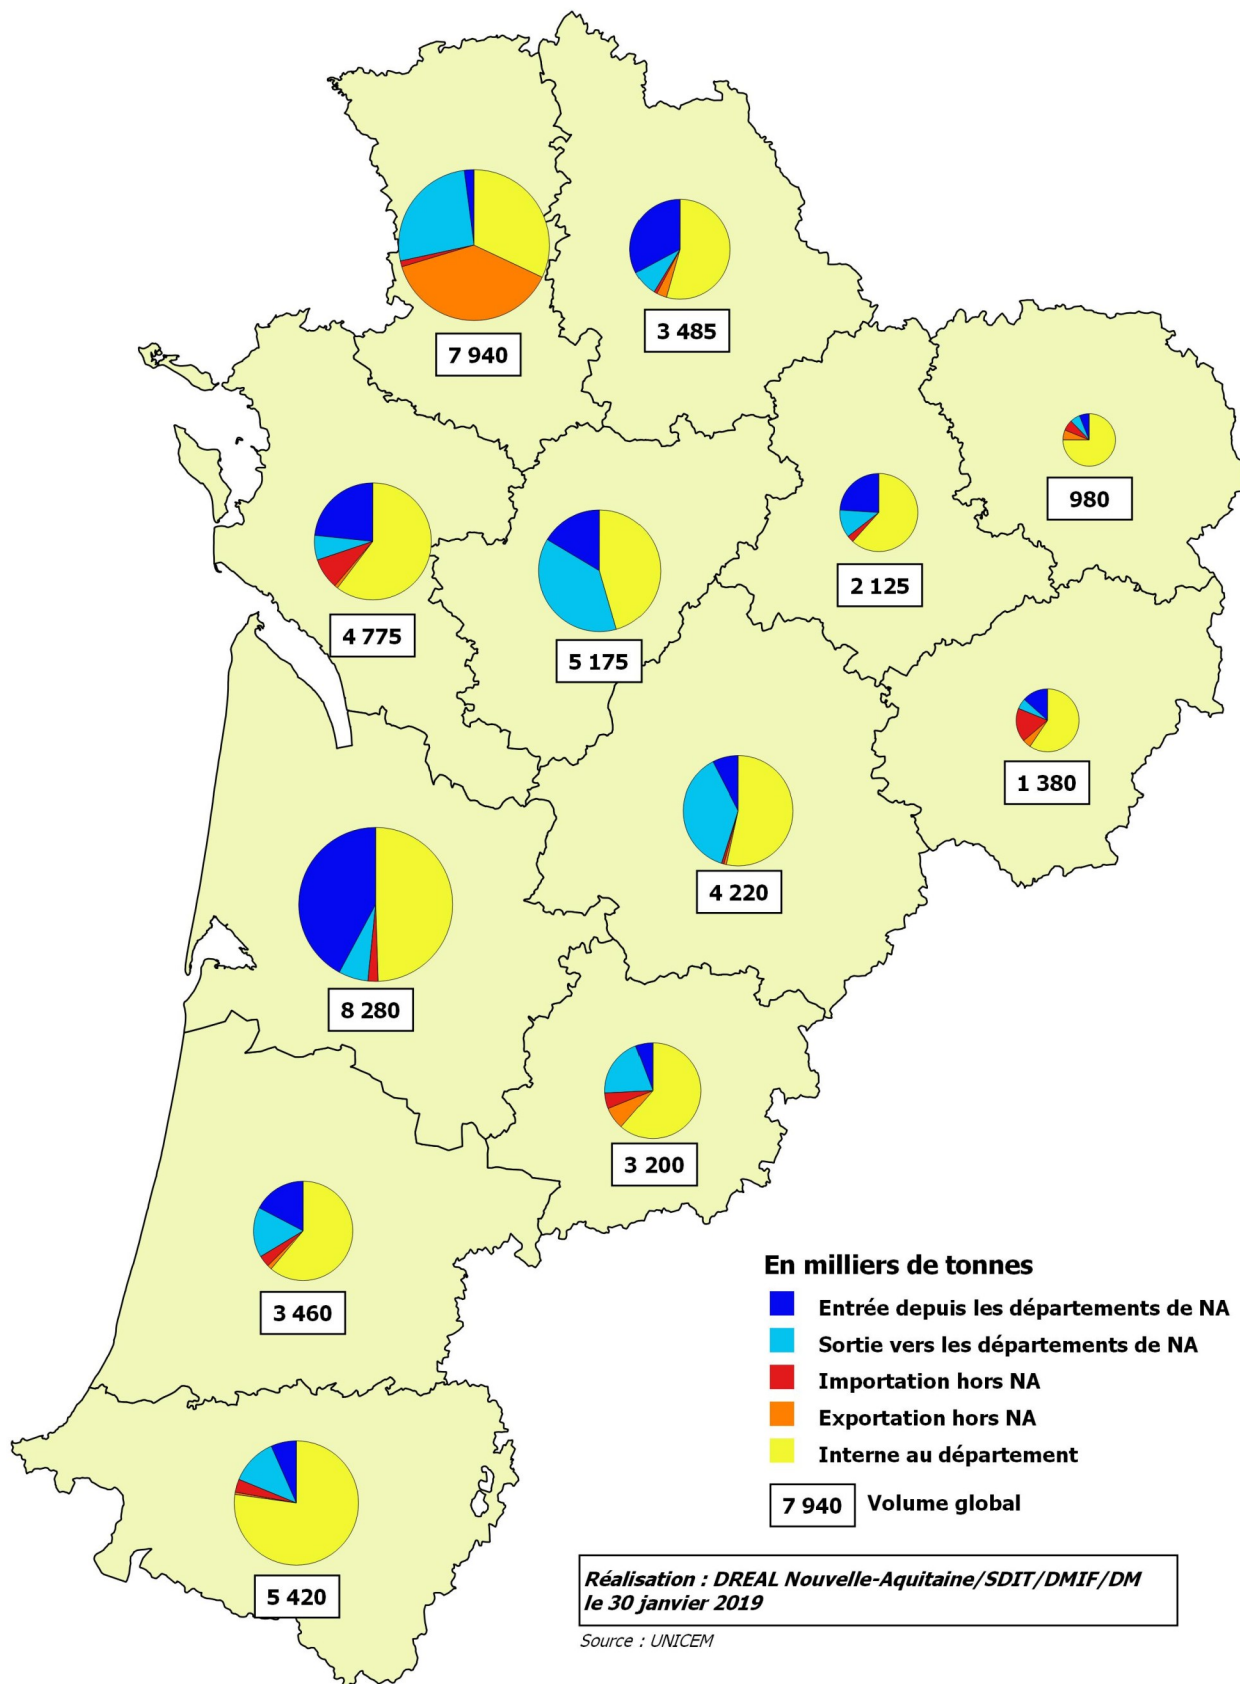 7 940
3 485
980
2 125
4 775
5 175
1 380
4 220
8 280
3 200
3 460
5 420
En milliers de tonnes
Entrée depuis les départements de NA
Sortie vers les départements de NA
Importation hors NA
Exportation hors NA
Interne au département
7 940 Volume global
Réalisation : DREAL Nouvelle-Aquitaine/SDIT/DMIF/DM
le 30 janvier 2019
Source : UNICEM